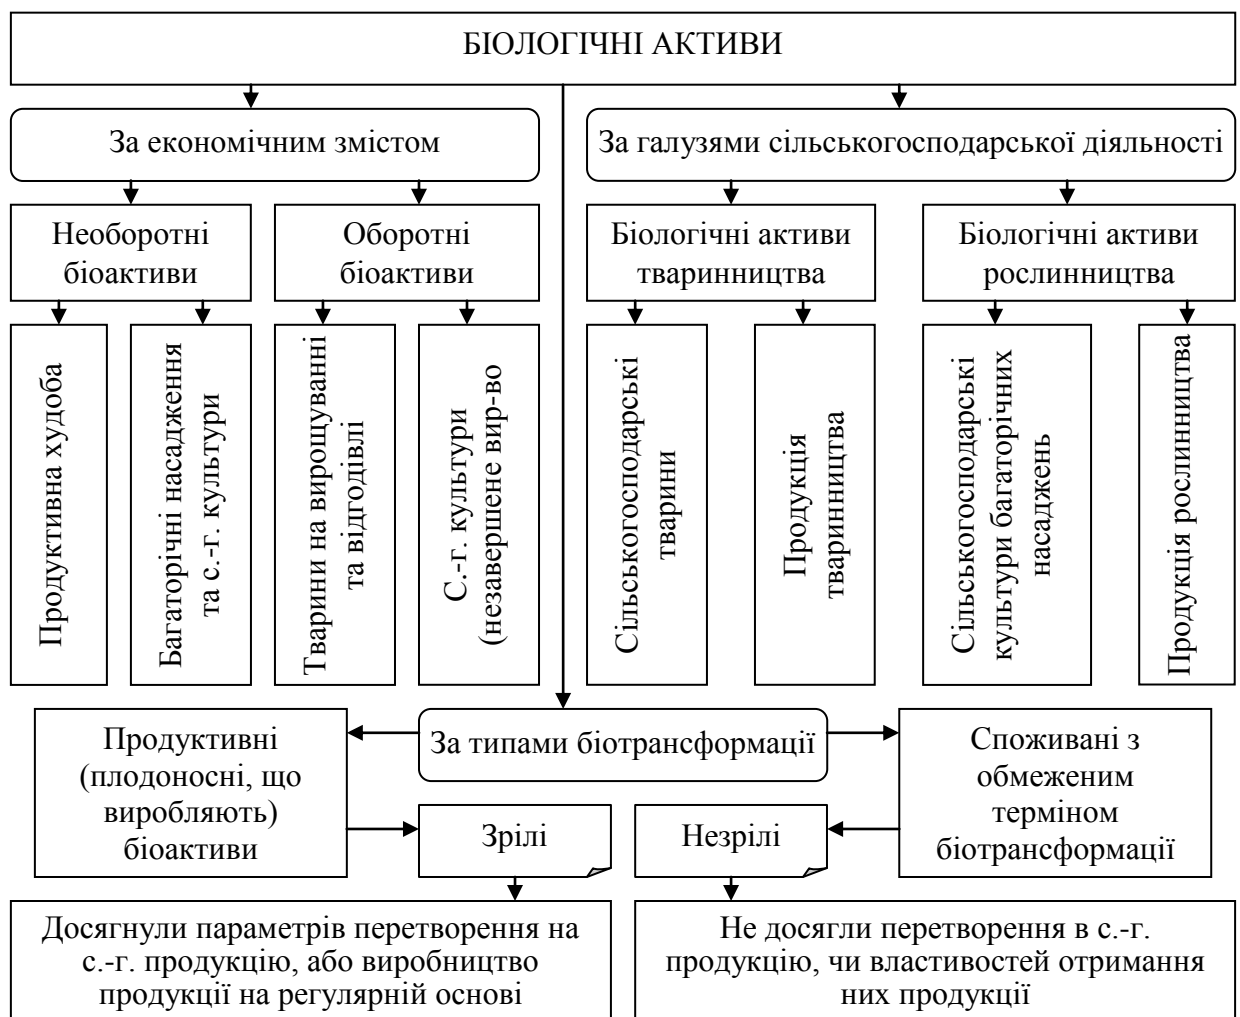 БІОЛОГІЧНІ АКТИВИ
За економічним змістом
За галузями сільськогосподарської діяльності
Необоротні
біоактиви
Оборотні
біоактиви
Біологічні активи
тваринництва
Біологічні активи
рослинництва
Продуктивна худоба
Багаторічні насадження
та с.-г. культури
Тварини на вирощуванні
та відгодівлі
С.-г. культури
(незавершене вир-во
Сільськогосподарські
тварини
Продукція
тваринництва
Сільськогосподарські
культури багаторічних
насаджень
Продукція рослинництва
Продуктивні
(плодоносні, що
виробляють)
біоактиви
За типами біотрансформації
Споживані з
обмеженим
терміном
біотрансформації
Зрілі
Незрілі
Досягнули параметрів перетворення на
с.-г. продукцію, або виробництво
продукції на регулярній основі
Не досягли перетворення в с.-г.
продукцію, чи властивостей отримання
них продукції